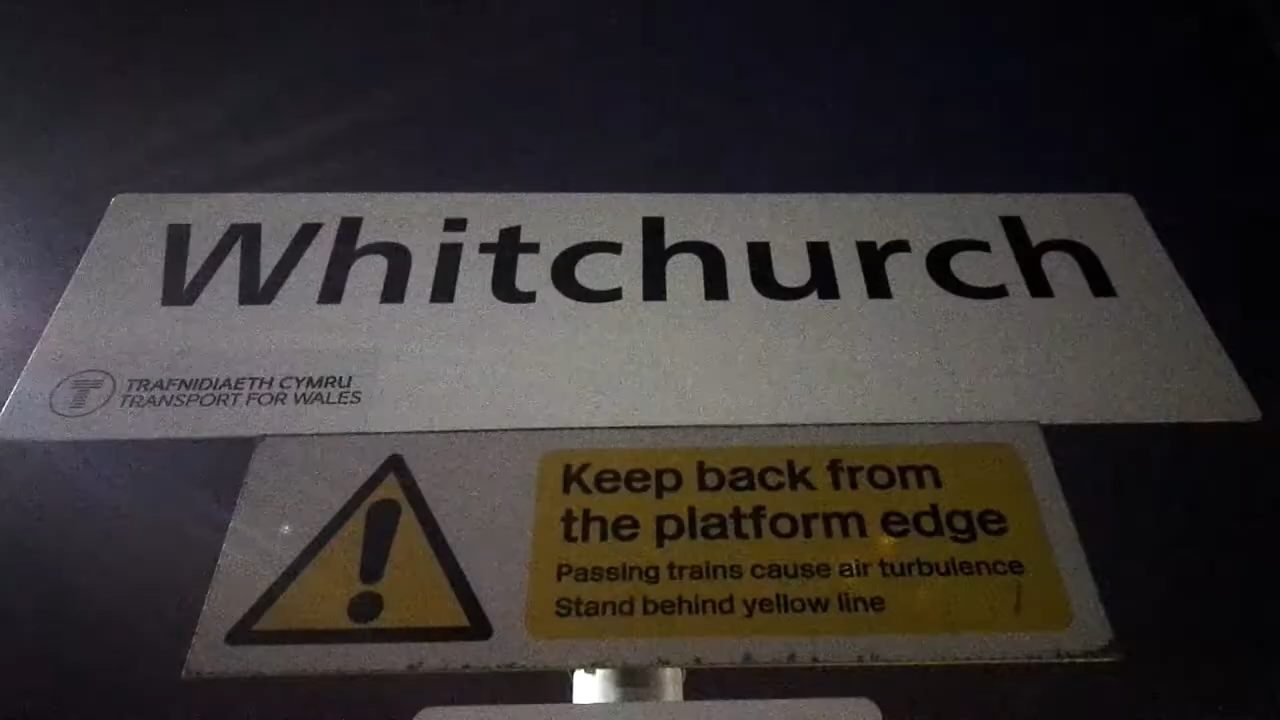 Whitchurch
T TRAFNIDIAETH CYMRU
TRANSPORT FOR WALES
!
Keep back from
the platform edge
Passing trains cause air turbulence
Stand behind yellow line